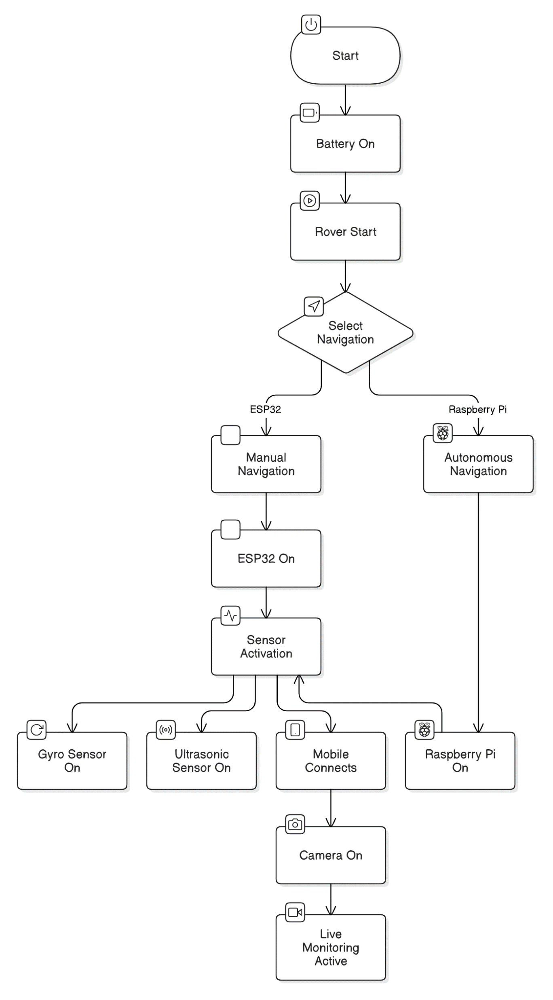 Start
Battery On
Rover Start
Select
Navigation
ESP32
Raspberry Pi
Manual
Navigation
Autonomous
Navigation
ESP32 On
Sensor
Activation
Gyro Sensor
On
Ultrasonic
Sensor On
Mobile
Connects
Raspberry Pi
On
Camera On
Live
Monitoring
Active